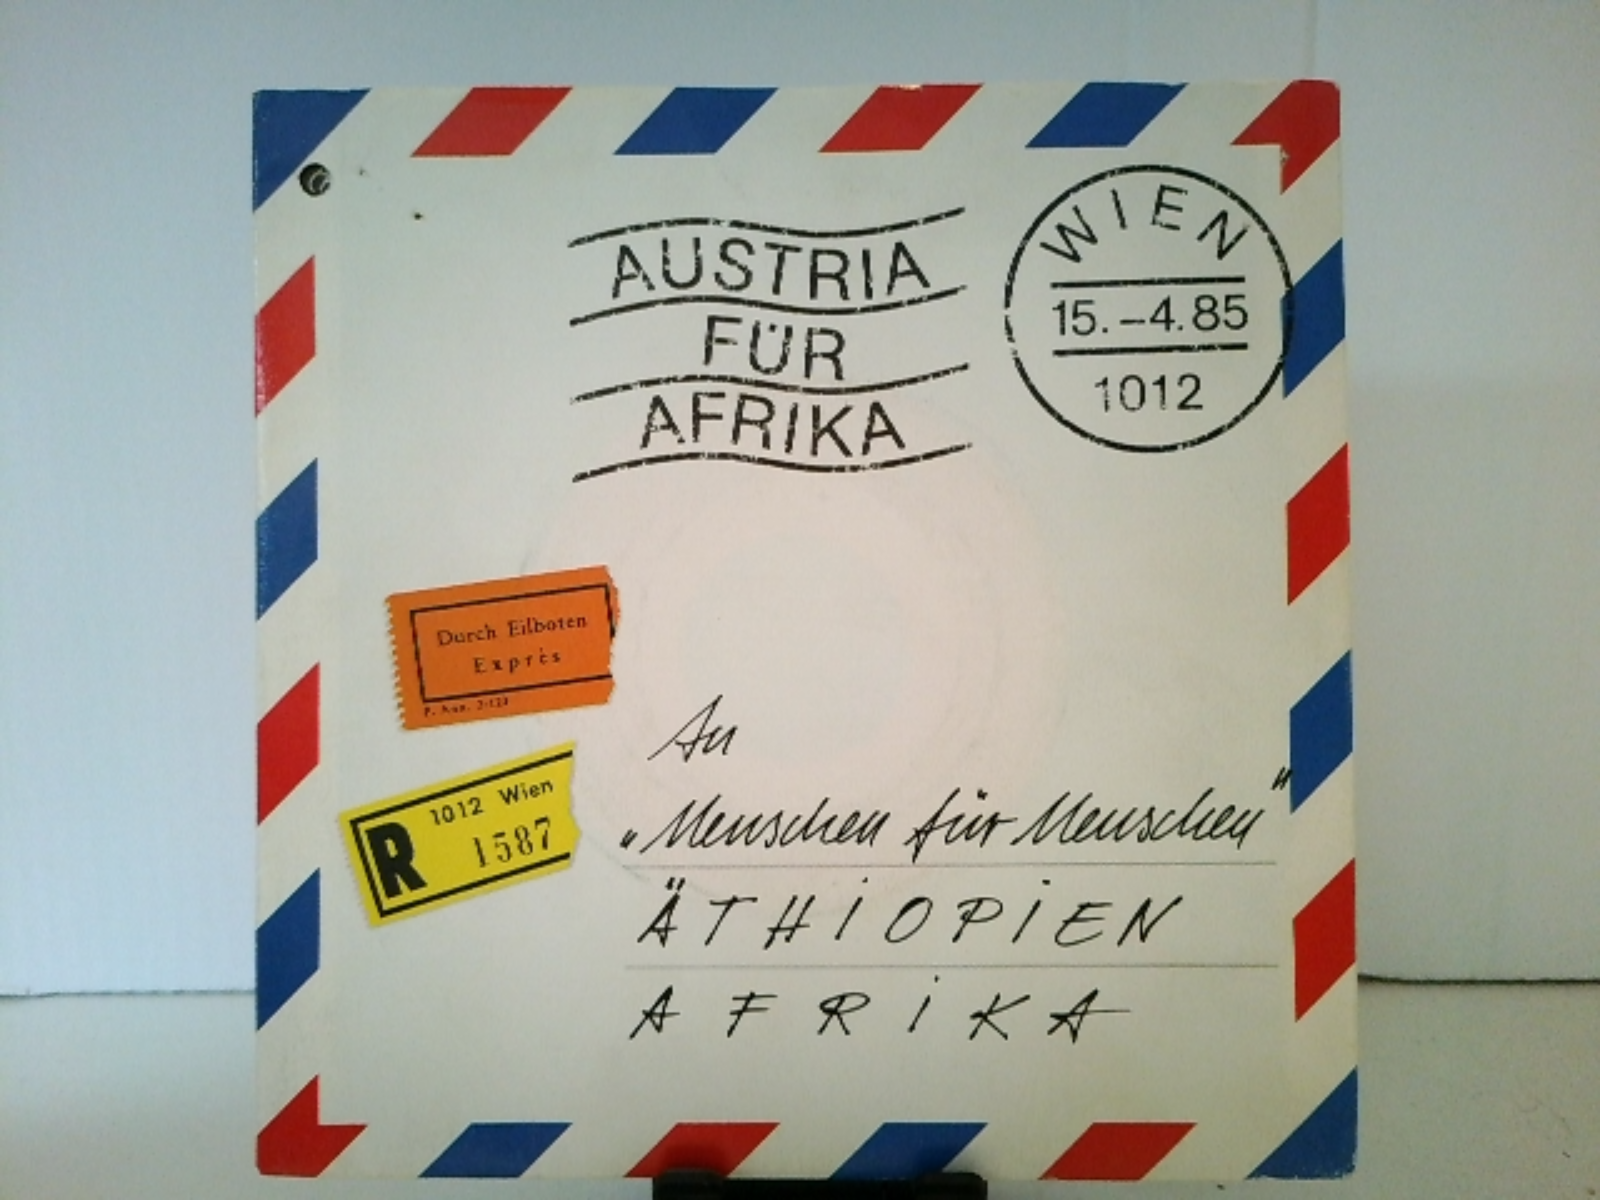 AUSTRIA
FÜR
AFRIKA
WIEN
15.–4.85
1012
Durch Eilboten
Exprès
1012 Wien
R 1587
An
„Menschen für Menschen"
ÄTHIOPIEN
AFRIKA